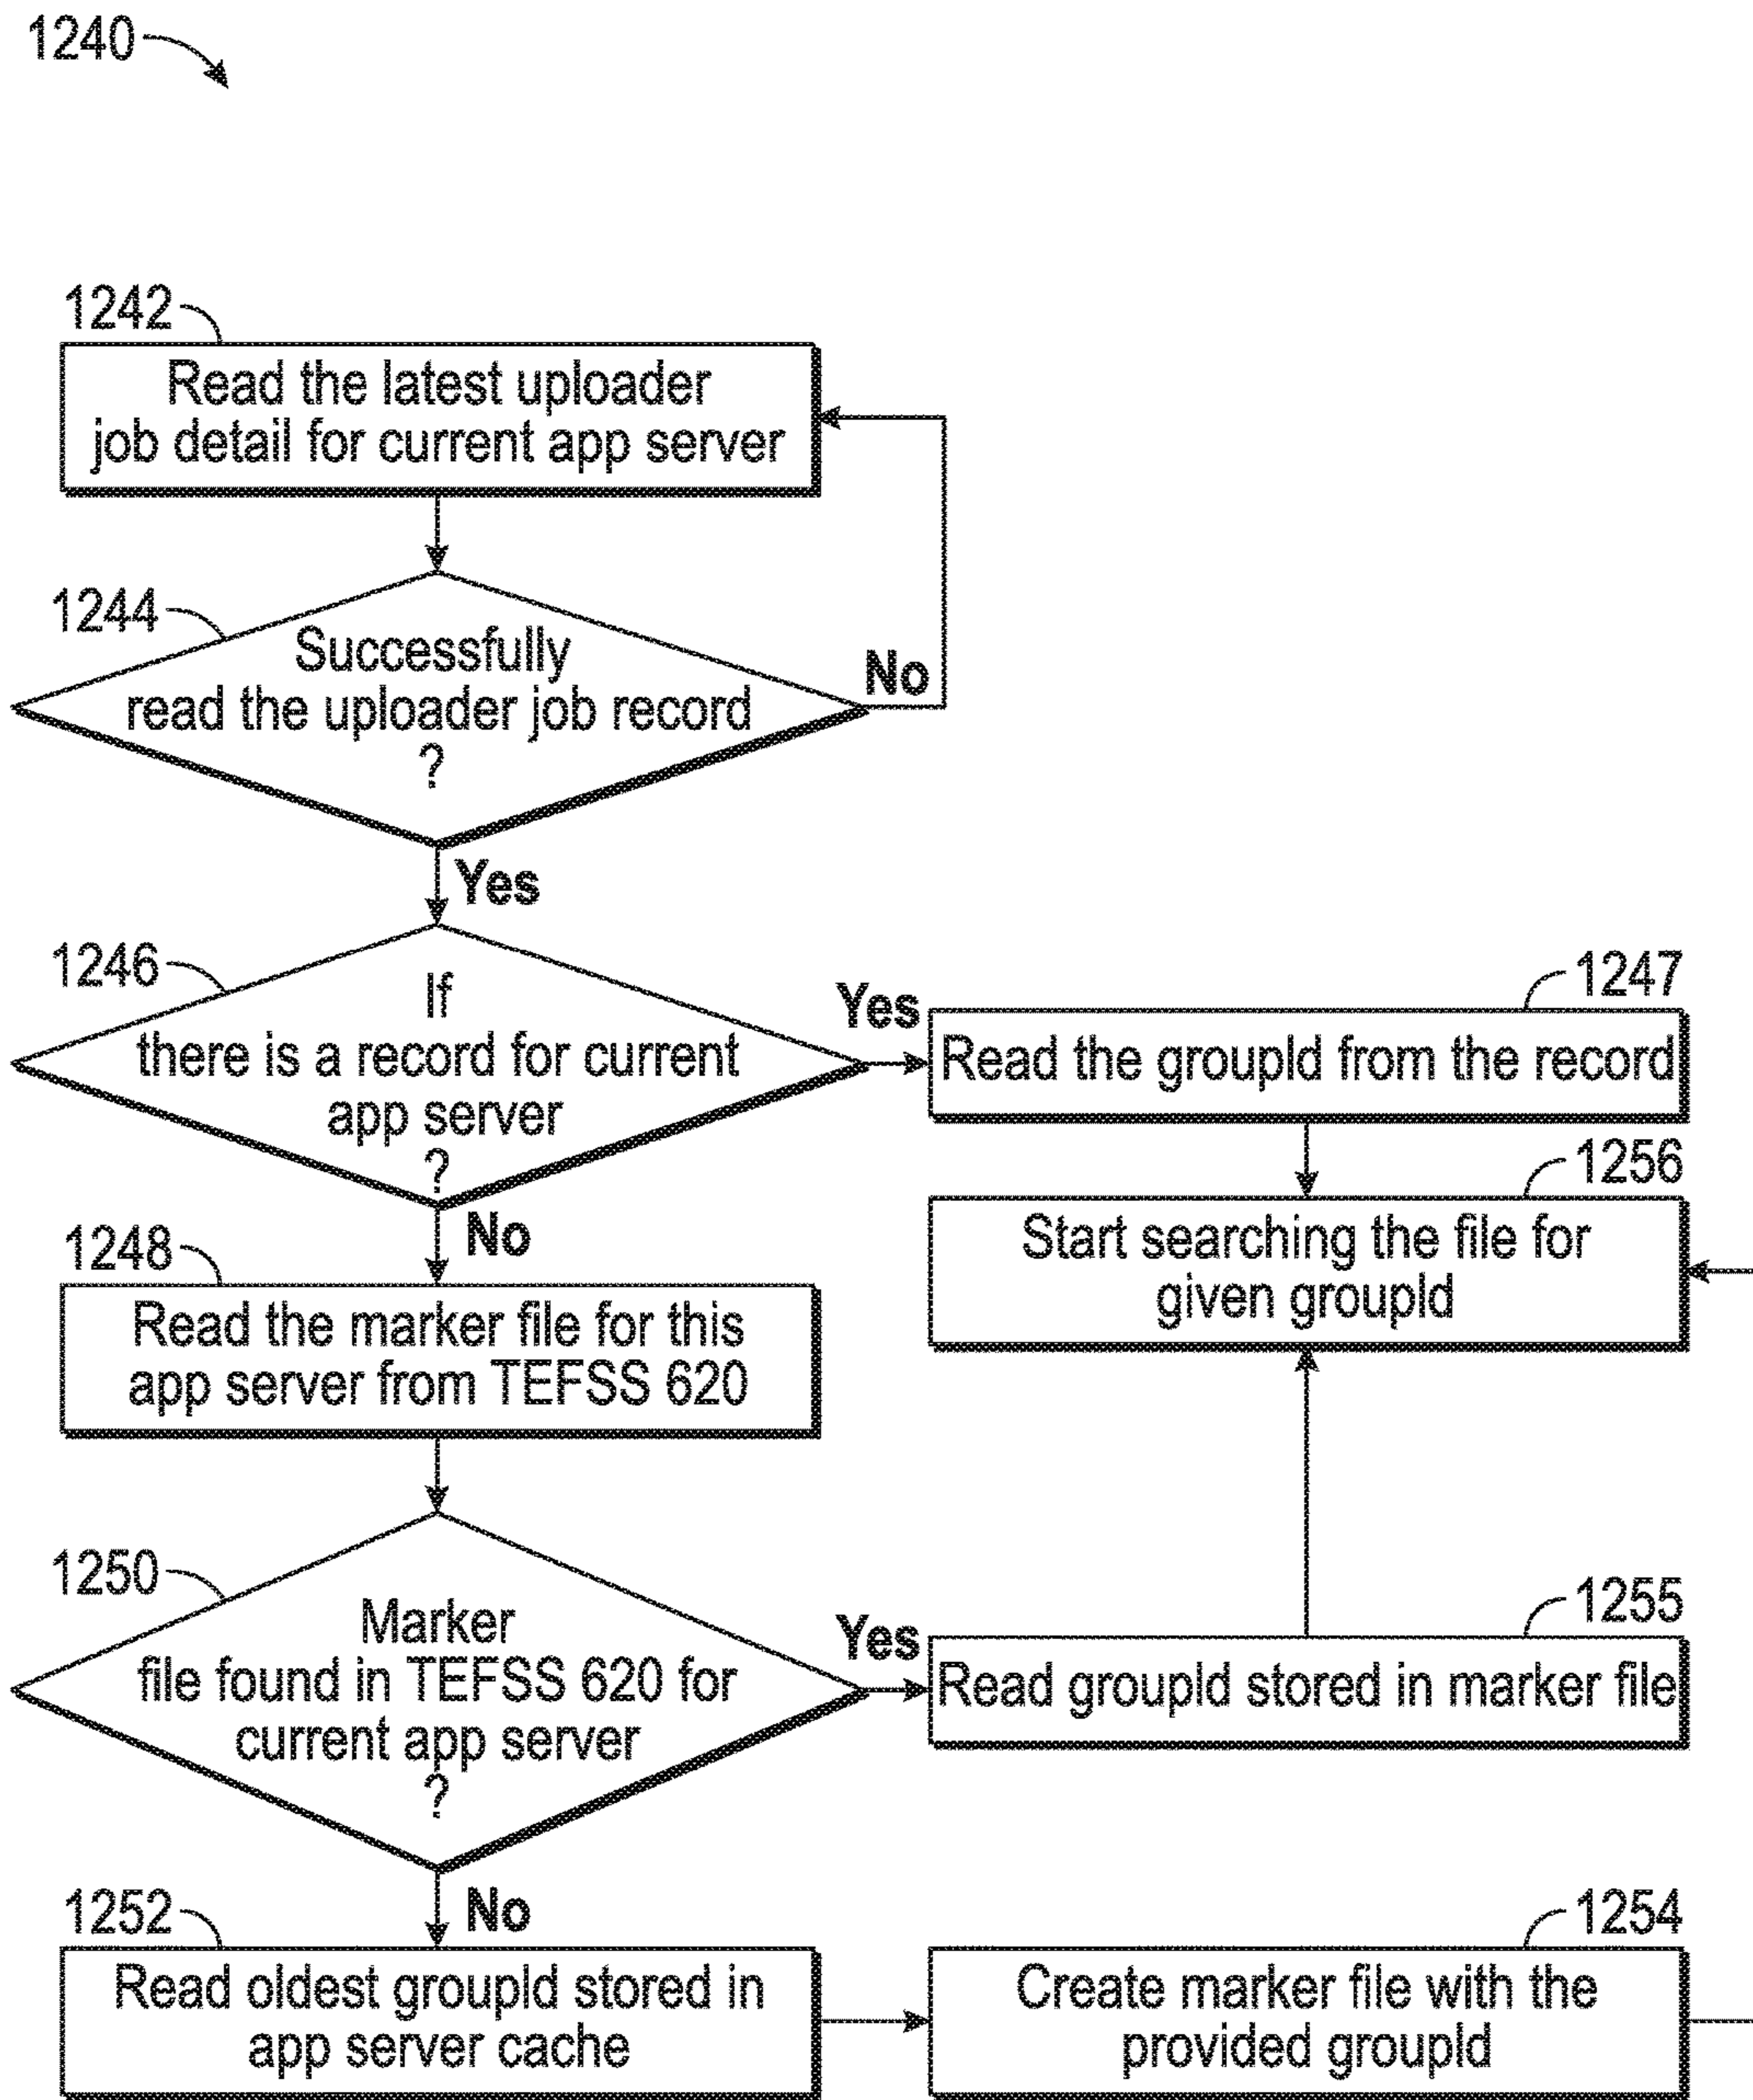 1240
1242
Read the latest uploader
job detail for current app server
1244
Successfully
read the uploader job record
?
No
Yes
1246
If
there is a record for current
app server
?
Yes
1247
Read the groupId from the record
1256
Start searching the file for
given groupId
No
1248
Read the marker file for this
app server from TEFSS 620
1250
Marker
file found in TEFSS 620 for
current app server
?
Yes
1255
Read groupId stored in marker file
No
1252
Read oldest groupId stored in
app server cache
1254
Create marker file with the
provided groupId